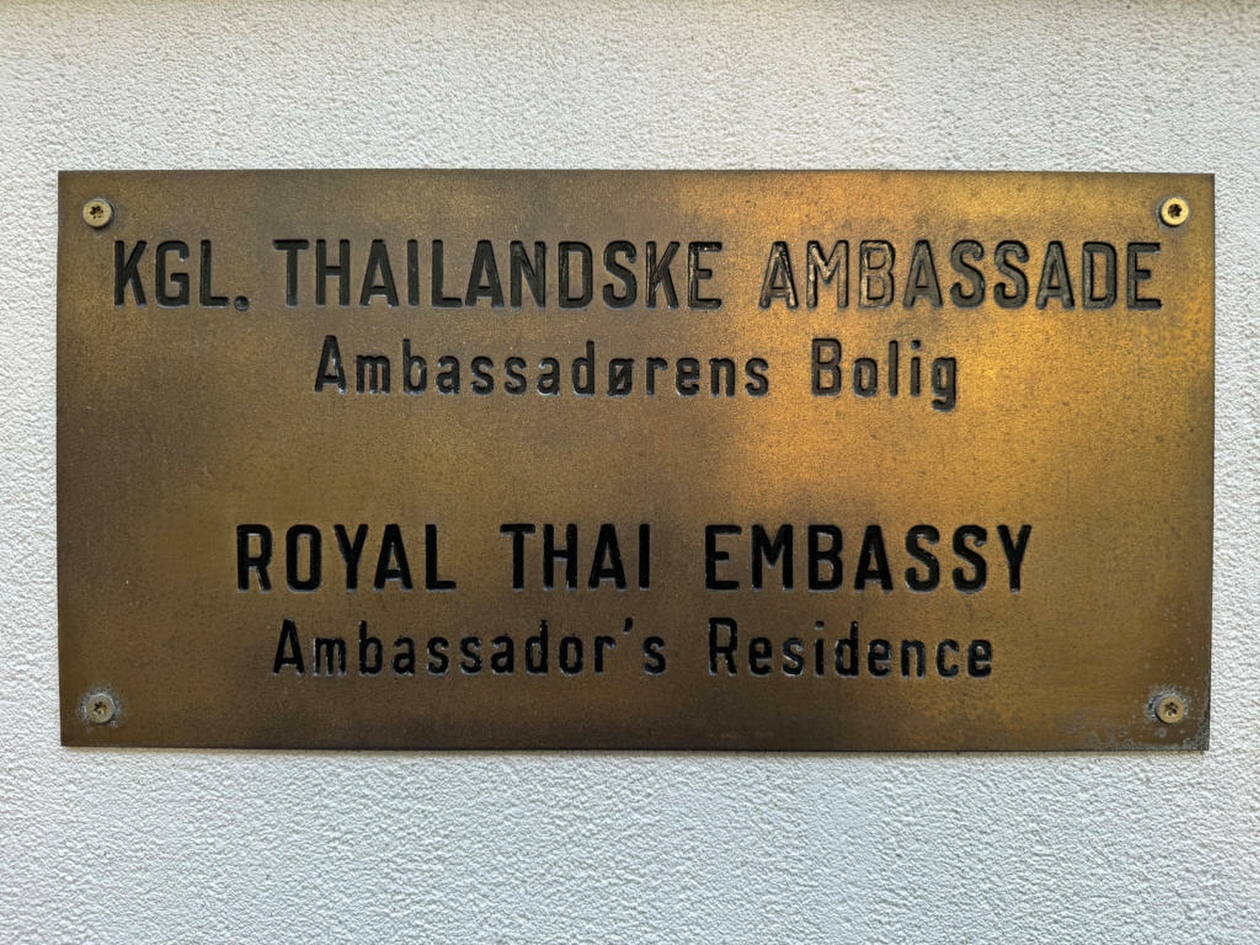 KGL. THAILANDSKE AMBASSADE
Ambassadørens Bolig
ROYAL THAI EMBASSY
Ambassador's Residence